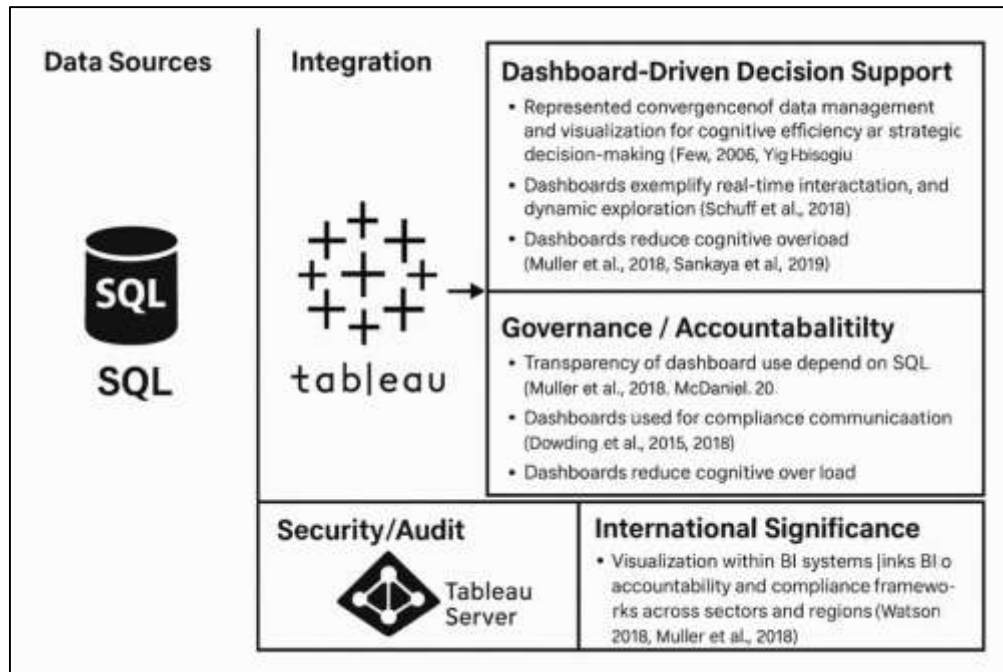 Data Sources
SQL
SQL
Integration
tableau
Dashboard-Driven Decision Support
• Represented convergencenof data management
and visualization for cognitive efficiency ar strategic
decision-making (Few, 2006, Yig
• Dashboards exemplify real-time interactation, and
dynamic exploration (Schuff et al., 2018)
• Dashboards reduce cognitive overload
(Muller et al., 2018, Sankaya et al, 2019)
Governance / Accountabalitilty
• Transparency of dashboard use depend on SQL
(Muller et al., 2018. McDaniel. 20.
• Dashboards used for compliance communicaation
(Dowding et al., 2015, 2018)
• Dashboards reduce cognitive over load
Security/Audit
Tableau
Server
International Significance
• Visualization within BI systems links BI o
accountability and compliance framewo-
rks across sectors and regions (Watson
2018, Muller et al., 2018)